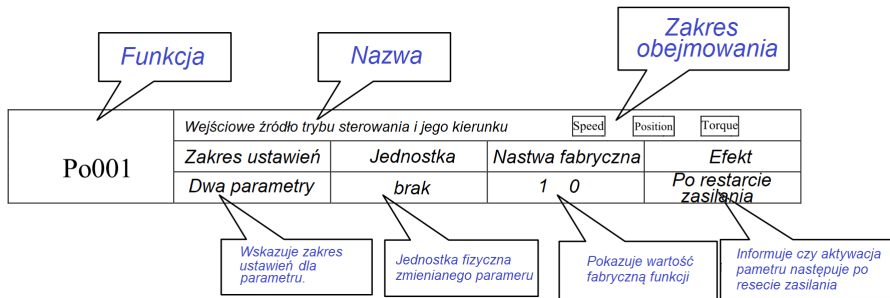 Funkcja
Nazwa
Zakres
obejmowania
Wejściowe źródło trybu sterowania i jego kierunku Speed Position Torque
Po001
Zakres ustawień Jednostka Nastwa fabryczna Efekt
Dwa parametry brak 1 0 Po restarcie
zasilania
Wskazuje zakres
ustawień dla
parametru.
Jednostka fizyczna
zmienianego parameru
Pokazuje wartość
fabryczną funkcji
Informuje czy aktywacja
pametru następuje po
resecie zasilania